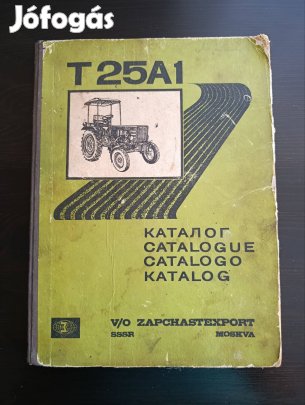 Jófogás
T 25A1
КАТАЛОГ
CATALOGUE
CATALOGO
KATALOG
V/O ZAPCHASTEXPORT
SSSR MOSKVA